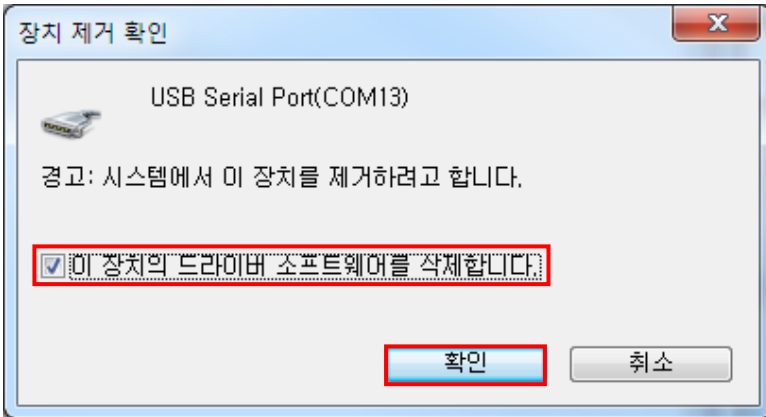 장치 제거 확인
USB Serial Port(COM13)
경고: 시스템에서 이 장치를 제거하려고 합니다.
이 장치의 드라이버 소프트웨어를 삭제합니다.
확인
취소